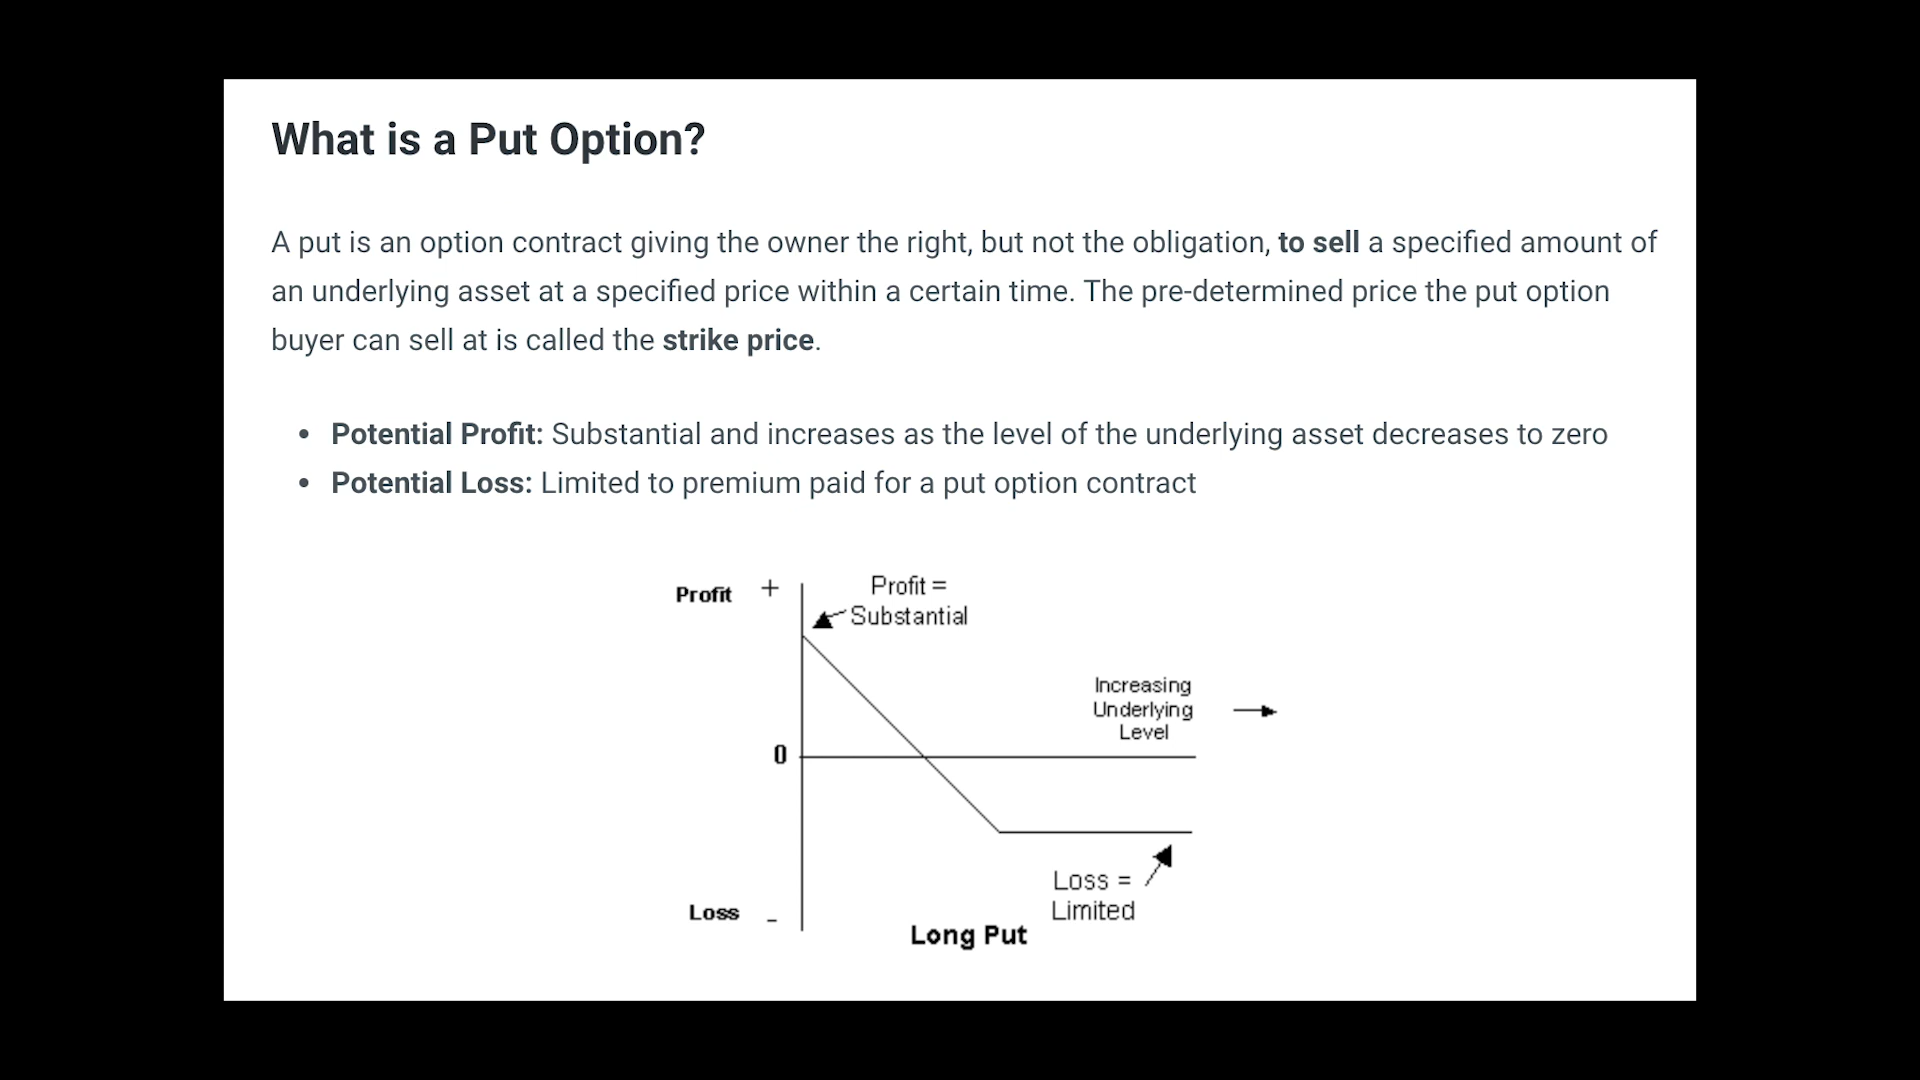 What is a Put Option?
A put is an option contract giving the owner the right, but not the obligation, to sell a specified amount of
an underlying asset at a specified price within a certain time. The pre-determined price the put option
buyer can sell at is called the strike price.
• Potential Profit: Substantial and increases as the level of the underlying asset decreases to zero
• Potential Loss: Limited to premium paid for a put option contract
Profit +
Profit =
Substantial
Increasing
Underlying
Level
0
Loss =
Limited
Loss -
Long Put